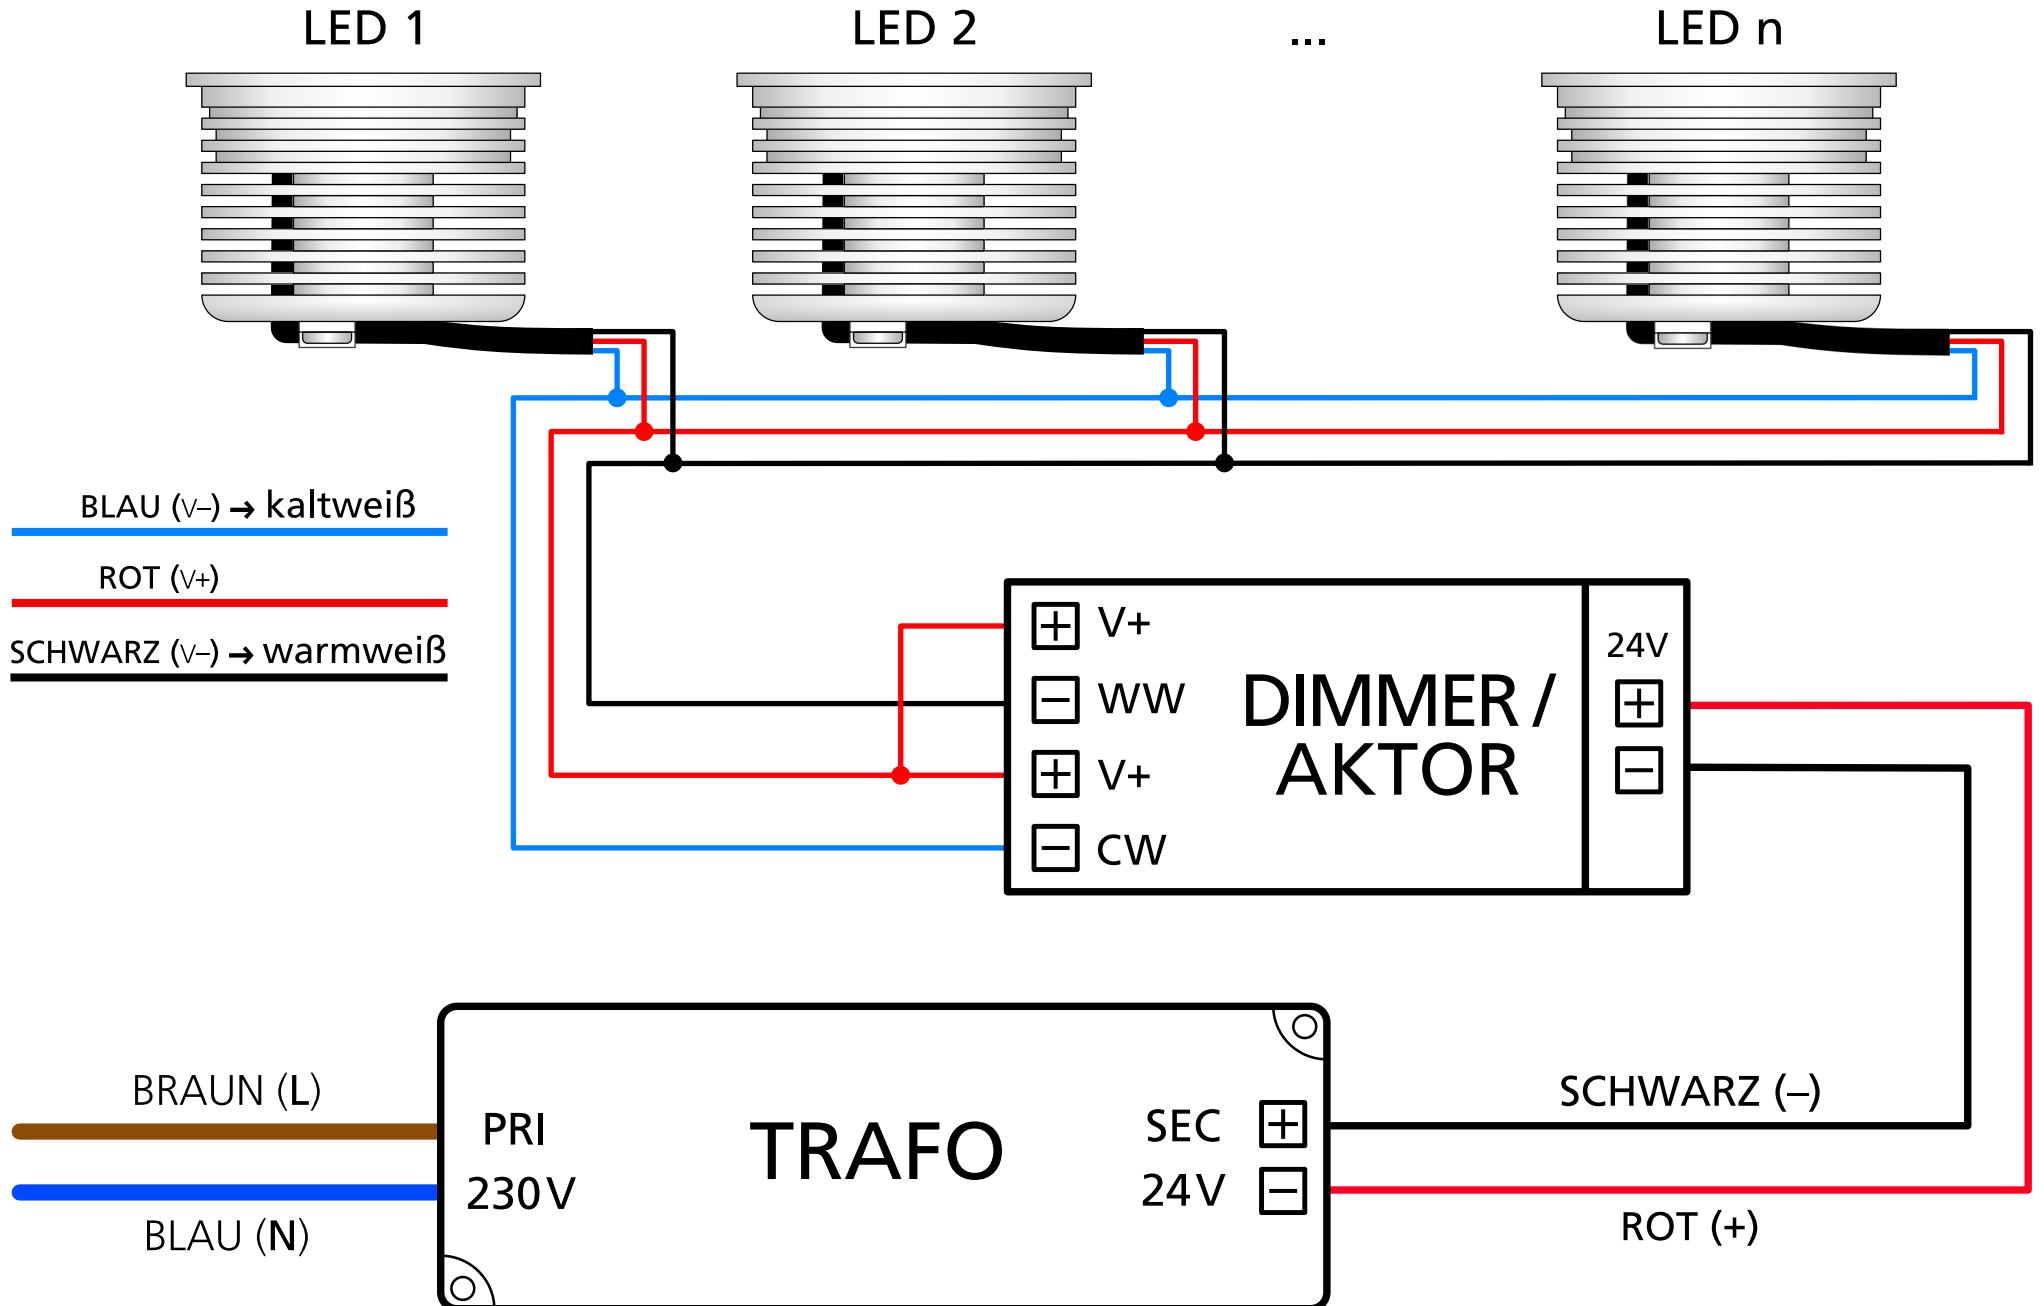 LED 1
LED 2
...
LED n
BLAU (V–) → kaltweiß
ROT (V+)
SCHWARZ (V–) → warmweiß
+ V+
– WW
+ V+
– CW
DIMMER /
AKTOR
24V
+
–
BRAUN (L)
BLAU (N)
PRI
230V
TRAFO
SEC +
24V –
SCHWARZ (–)
ROT (+)